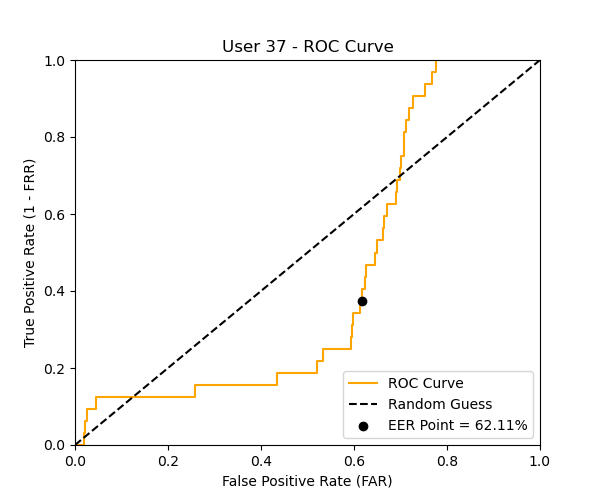 User 37 - ROC Curve
True Positive Rate (1 - FRR)
1.0
0.8
0.6
0.4
0.2
0.0
ROC Curve
Random Guess
EER Point = 62.11%
0.0 0.2 0.4 0.6 0.8 1.0
False Positive Rate (FAR)